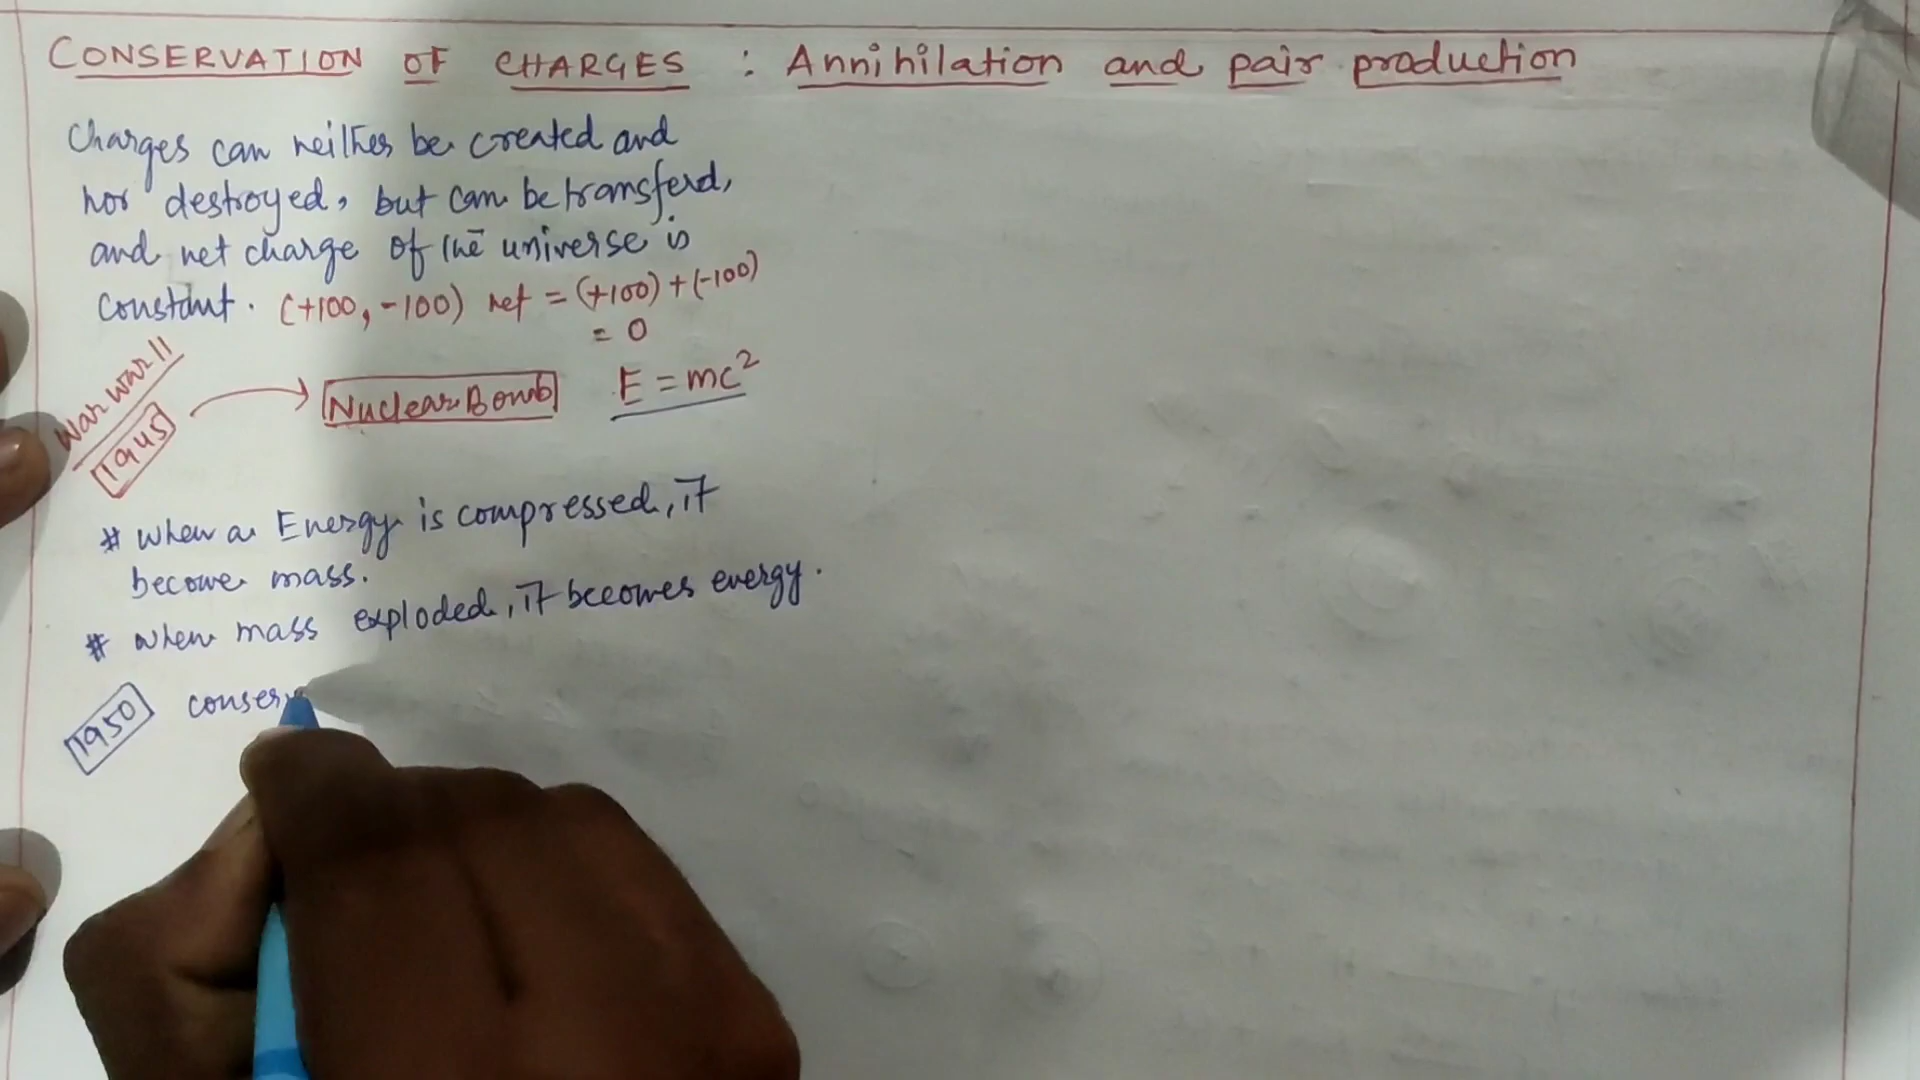 CONSERVATION OF CHARGES : Annihilation and pair production
Charges can neither be created and
nor destroyed, but can be transferd,
and net charge of the universe is
constant. (+100, -100) net = (+100) + (-100)
= 0
War war II
1945
Nuclear Bomb E = mc²
# when a Energy is compressed, it
become mass.
# when mass exploded, it becomes energy.
1950 conserv